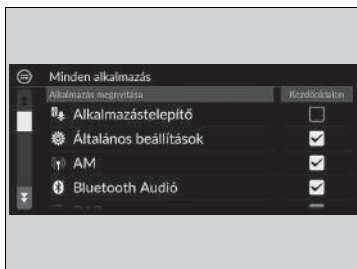 Minden alkalmazás
Alkalmazás megnyitása Kezdőoldalon
Alkalmazástelepítő
Általános beállítások
AM
Bluetooth Audió